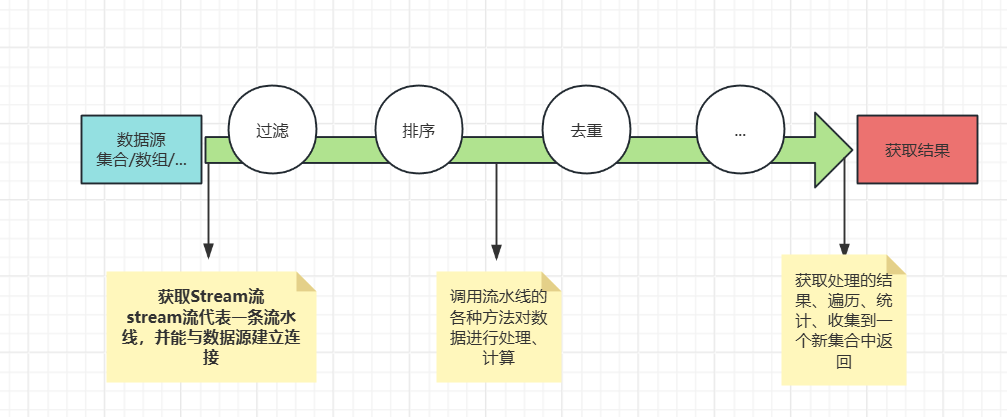 数据源
集合/数组/...
过滤
排序
去重
...
获取结果
获取Stream流
stream流代表一条流水
线，并能与数据源建立连
接
调用流水线的
各种方法对数
据进行处理、
计算
获取处理的结
果、遍历、统
计、收集到一
个新集合中返
回